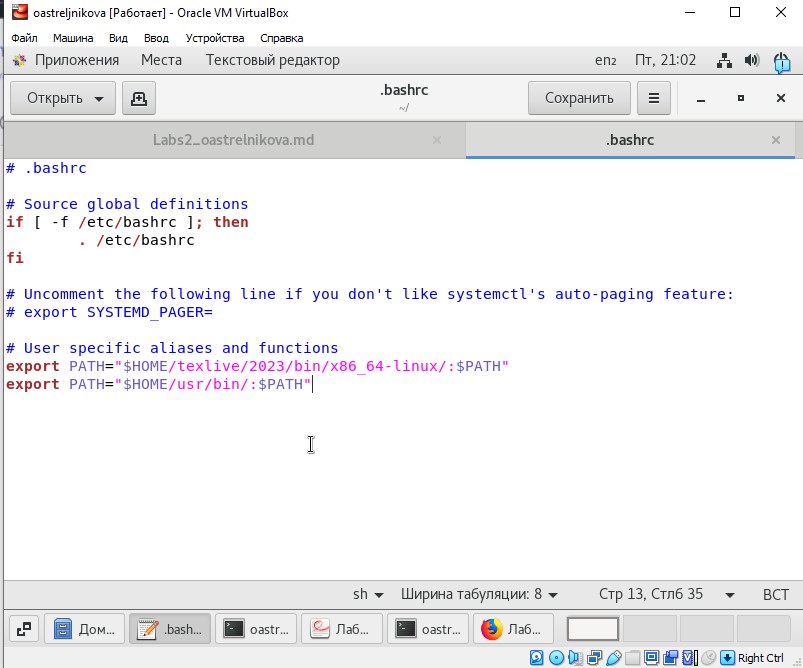 oastreljnikova [Работает] - Oracle VM VirtualBox
Файл Машина Вид Ввод Устройства Справка
Приложения Места Текстовый редактор en₂ Пт, 21:02
Открыть .bashrc Сохранить
~/
Labs2_oastrelnikova.md × .bashrc ×
# .bashrc
# Source global definitions
if [ -f /etc/bashrc ]; then
        . /etc/bashrc
fi
# Uncomment the following line if you don't like systemctl's auto-paging feature:
# export SYSTEMD_PAGER=
# User specific aliases and functions
export PATH="$HOME/texlive/2023/bin/x86_64-linux/:$PATH"
export PATH="$HOME/usr/bin/:$PATH"
sh Ширина табуляции: 8 Стр 13, Стлб 35 ВСТ
Дом... .bash... oastr... Лаб... oastr... Лаб...
Right Ctrl